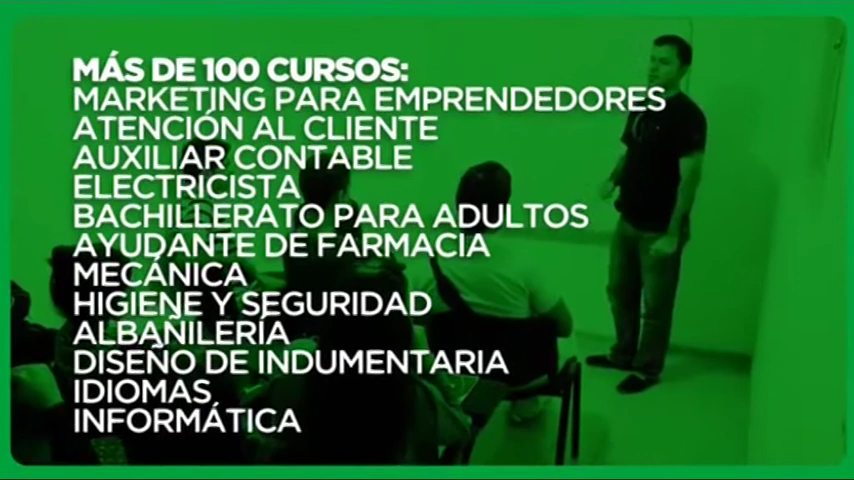 MÁS DE 100 CURSOS:
MARKETING PARA EMPRENDEDORES
ATENCIÓN AL CLIENTE
AUXILIAR CONTABLE
ELECTRICISTA
BACHILLERATO PARA ADULTOS
AYUDANTE DE FARMACIA
MECÁNICA
HIGIENE Y SEGURIDAD
ALBAÑILERÍA
DISEÑO DE INDUMENTARIA
IDIOMAS
INFORMÁTICA